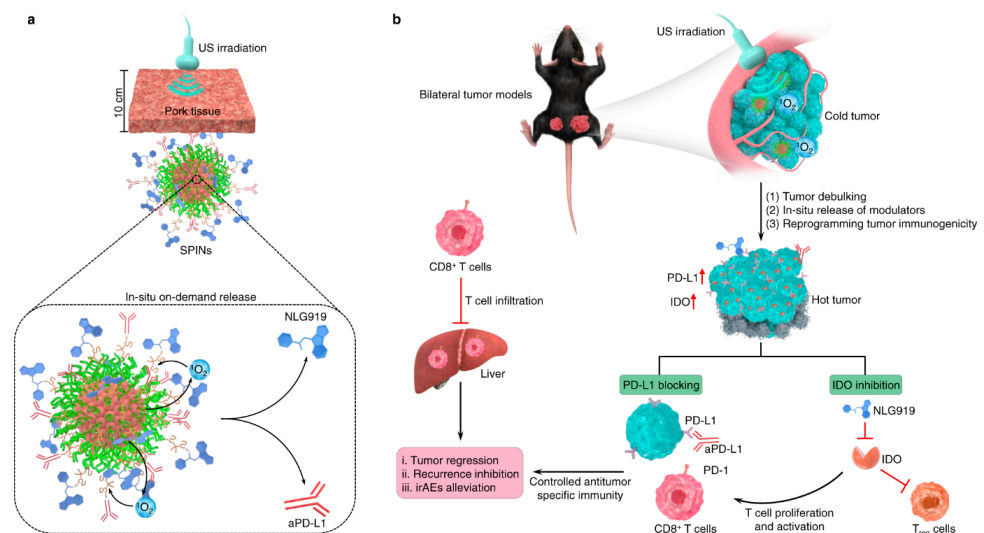 a
US irradiation
10 cm
Pork tissue
SPINs
In-situ on-demand release
NLG919
¹O₂
¹O₂
aPD-L1
b
Bilateral tumor models
US irradiation
¹O₂
Cold tumor
¹O₂
(1) Tumor debulking
(2) In-situ release of modulators
(3) Reprogramming tumor immunogenicity
CD8⁺ T cells
T cell infiltration
Liver
PD-L1
IDO
Hot tumor
PD-L1 blocking
IDO inhibition
PD-L1
aPD-L1
NLG919
IDO
PD-1
CD8⁺ T cells
Controlled antitumor
specific immunity
T cell proliferation
and activation
i. Tumor regression
ii. Recurrence inhibition
iii. irAEs alleviation
T_reg cells